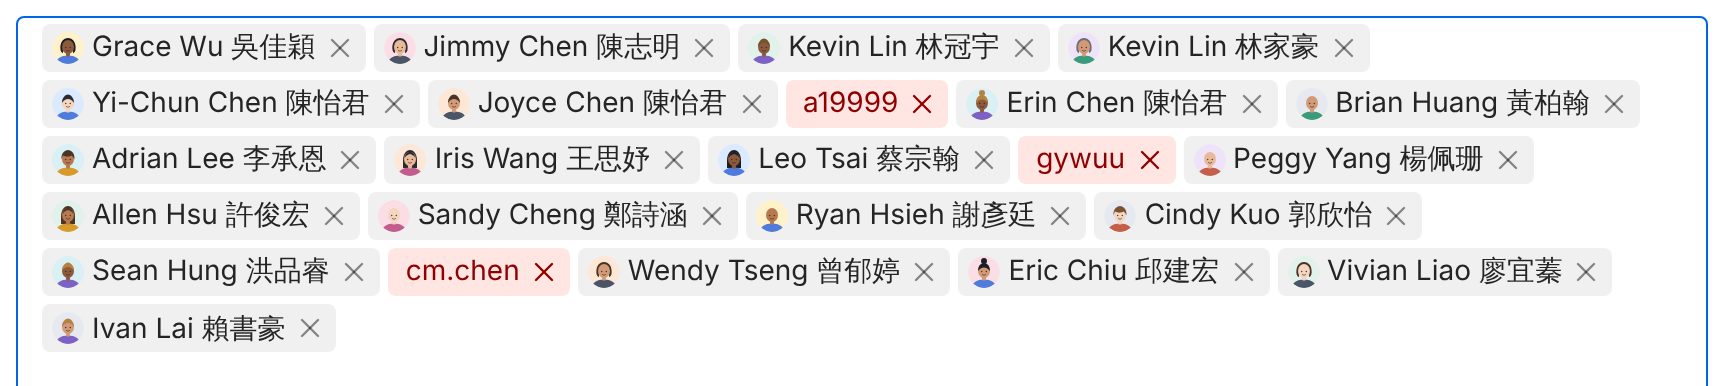 Grace Wu 吳佳穎 Jimmy Chen 陳志明 Kevin Lin 林冠宇 Kevin Lin 林家豪
Yi-Chun Chen 陳怡君 Joyce Chen 陳怡君 a19999 Erin Chen 陳怡君 Brian Huang 黃柏翰
Adrian Lee 李承恩 Iris Wang 王思妤 Leo Tsai 蔡宗翰 gywuu Peggy Yang 楊佩珊
Allen Hsu 許俊宏 Sandy Cheng 鄭詩涵 Ryan Hsieh 謝彥廷 Cindy Kuo 郭欣怡
Sean Hung 洪品睿 cm.chen Wendy Tseng 曾郁婷 Eric Chiu 邱建宏 Vivian Liao 廖宜蓁
Ivan Lai 賴書豪